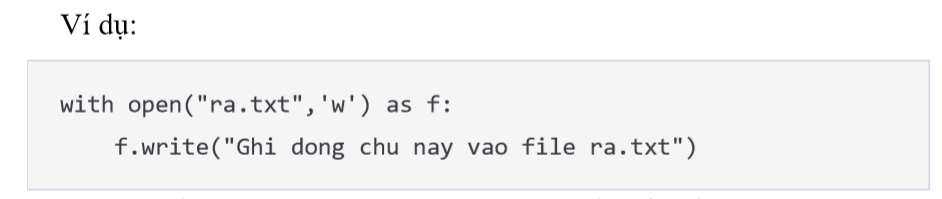 Ví dụ:
with open("ra.txt",'w') as f:
f.write("Ghi dong chu nay vao file ra.txt")